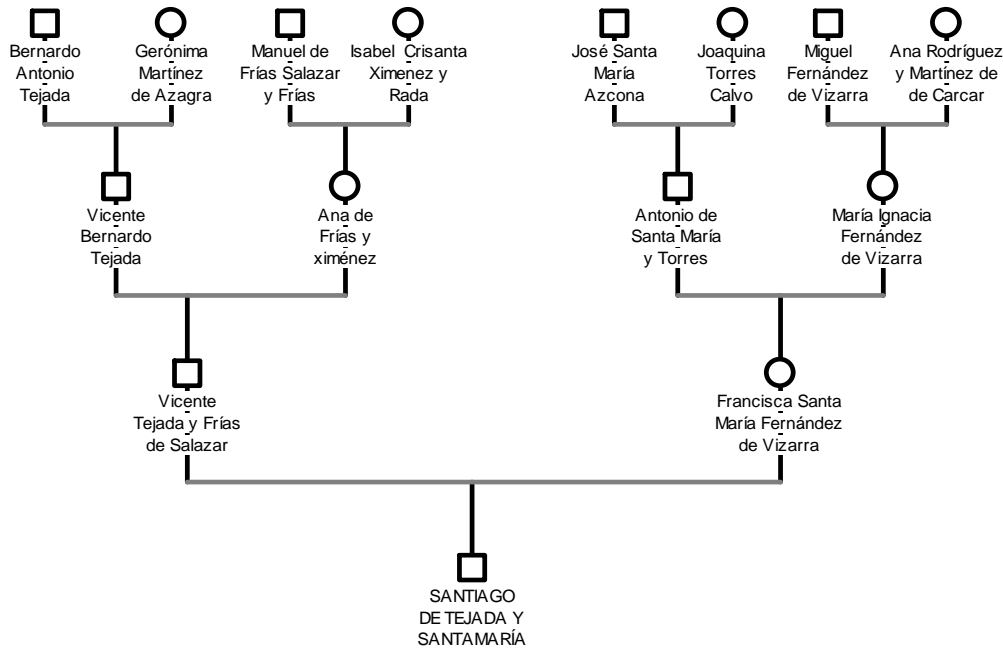 Bernardo
Antonio
Tejada
Gerónima
Martínez
de Azagra
Manuel de
Frías Salazar
y Frías
Isabel Crisanta
Ximenez y
Rada
José Santa
María
Azcona
Joaquina
Torres
Calvo
Miguel
Fernández
de Vizarra
Ana Rodríguez
y Martínez de
de Carcar
Vicente
Bernardo
Tejada
Ana de
Frías y
ximénez
Antonio de
Santa María
y Torres
María Ignacia
Fernández
de Vizarra
Vicente
Tejada y Frías
de Salazar
Francisca Santa
María Fernández
de Vizarra
SANTIAGO
DE TEJADA Y
SANTAMARÍA